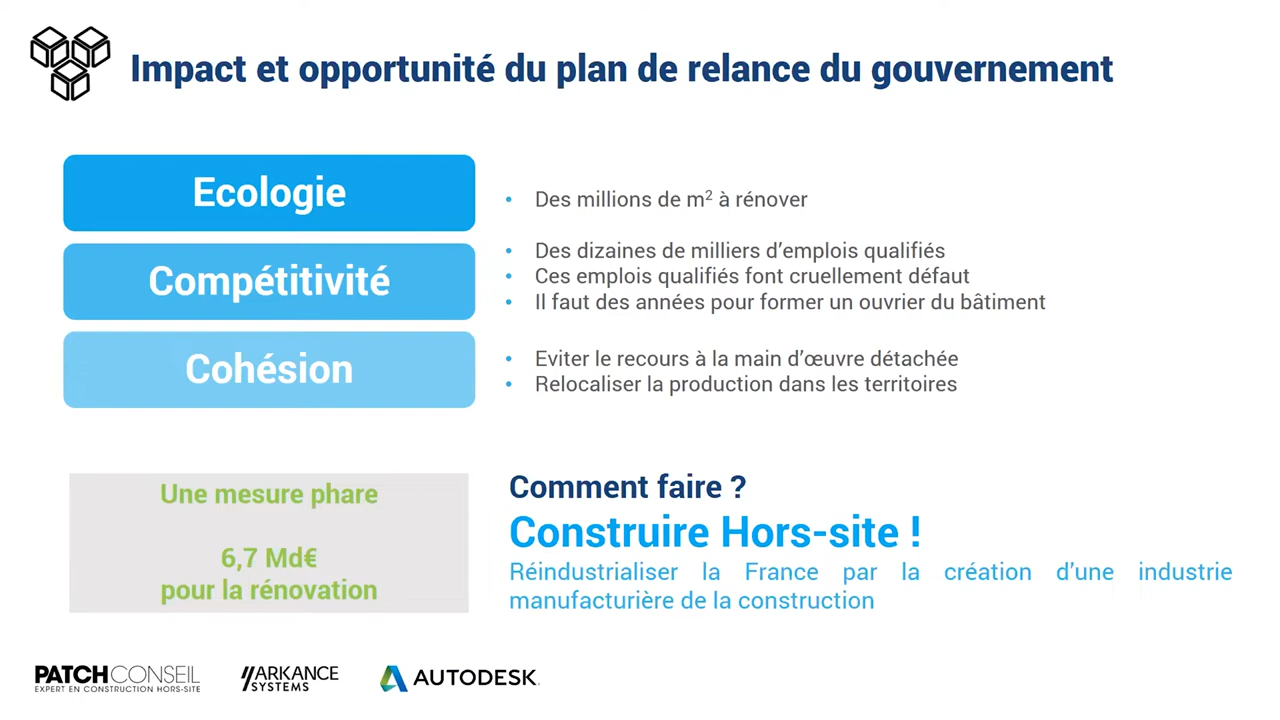 Impact et opportunité du plan de relance du gouvernement
Ecologie
• Des millions de m² à rénover
Compétitivité
• Des dizaines de milliers d’emplois qualifiés
• Ces emplois qualifiés font cruellement défaut
• Il faut des années pour former un ouvrier du bâtiment
Cohésion
• Eviter le recours à la main d’œuvre détachée
• Relocaliser la production dans les territoires
Une mesure phare
6,7 Md€
pour la rénovation
Comment faire ?
Construire Hors-site !
Réindustrialiser la France par la création d’une industrie
manufacturière de la construction
PATCHCONSEIL
EXPERT EN CONSTRUCTION HORS-SITE
ARKANCE
SYSTEMS
AUTODESK